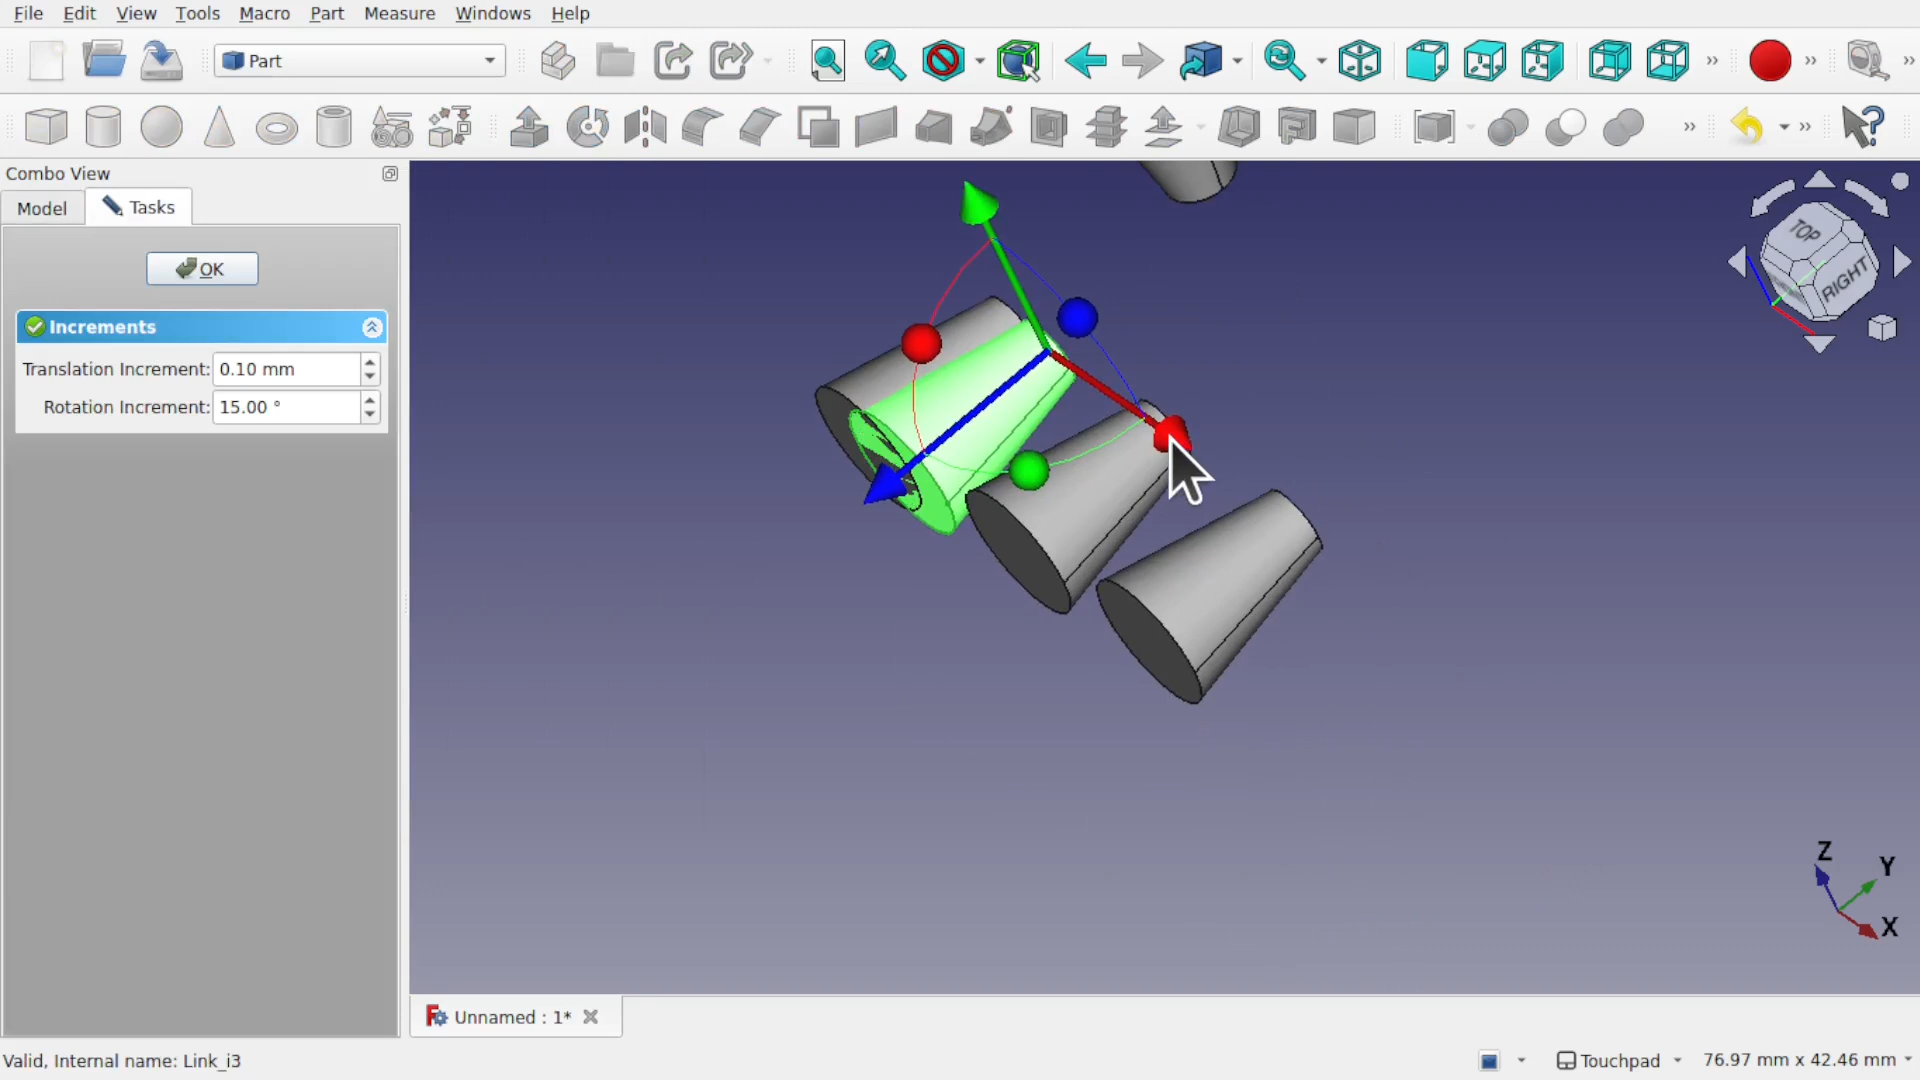 File Edit View Tools Macro Part Measure Windows Help
Part
Combo View
Model
Tasks
OK
Increments
Translation Increment: 0.10 mm
Rotation Increment: 15.00 °
TOP
RIGHT
Z
Y
X
Unnamed : 1*
Valid, Internal name: Link_i3
Touchpad
76.97 mm x 42.46 mm